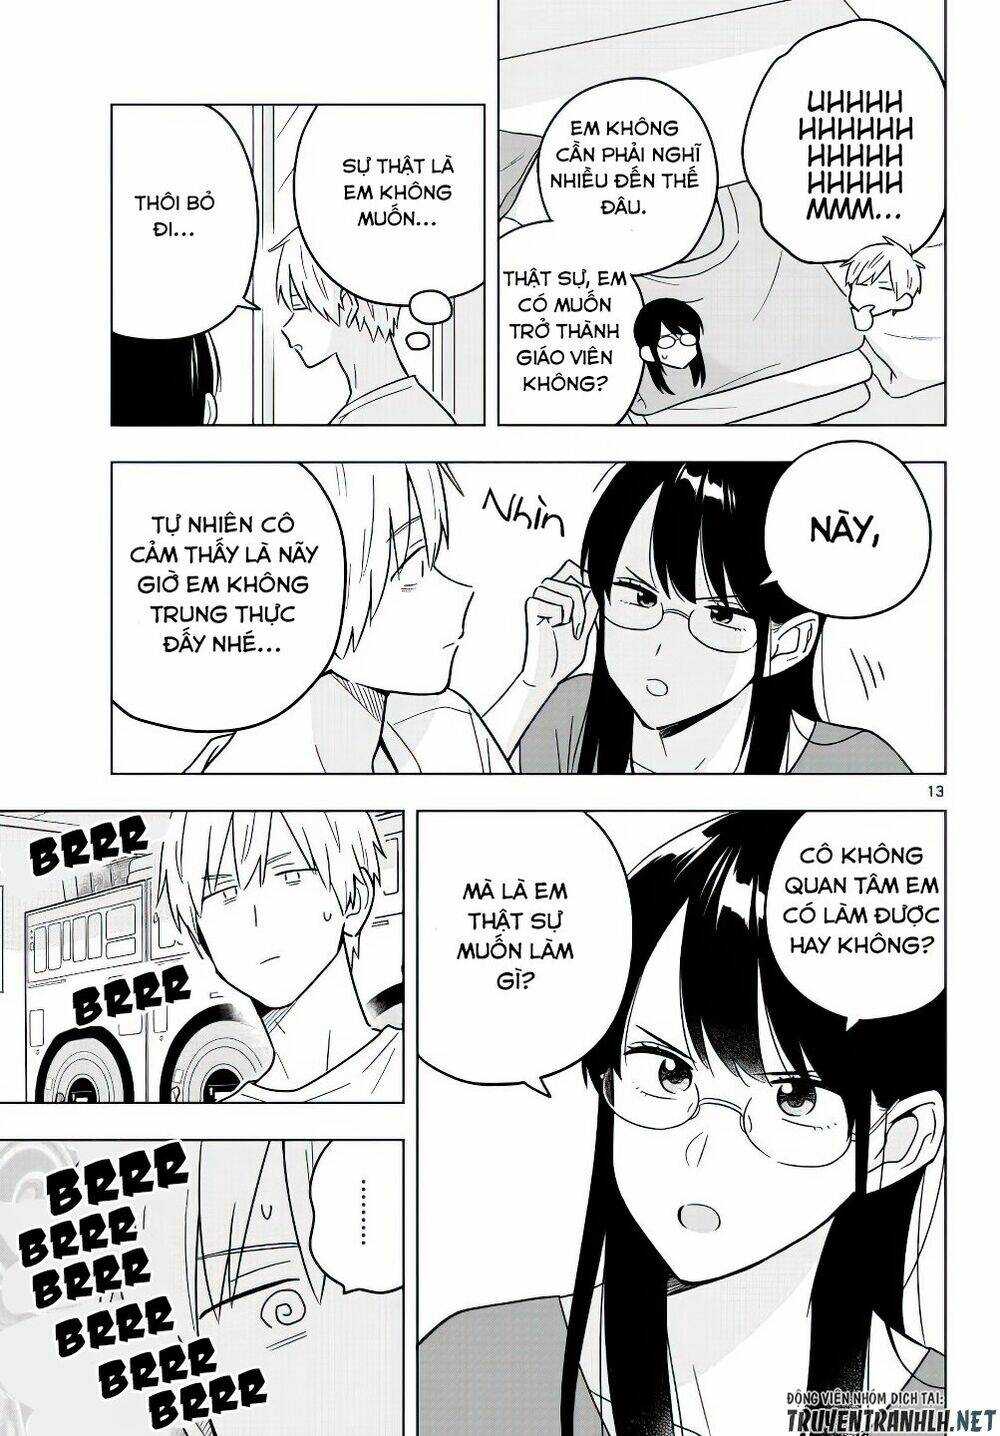 UHHHH
HHHHHH
HHHHH
HHHHH
MMM...
EM KHÔNG
CẦN PHẢI NGHĨ
NHIỀU ĐẾN THẾ
ĐÂU.
THẬT SỰ, EM
CÓ MUỐN
TRỞ THÀNH
GIÁO VIÊN
KHÔNG?
SỰ THẬT LÀ
EM KHÔNG
MUỐN...
THÔI BỎ
ĐI...
NÀY,
Nhìn
TỰ NHIÊN CÔ
CẢM THẤY LÀ NÃY
GIỜ EM KHÔNG
TRUNG THỰC
ĐẤY NHÉ...
13
CÔ KHÔNG
QUAN TÂM EM
CÓ LÀM ĐƯỢC
HAY KHÔNG?
MÀ LÀ EM
THẬT SỰ
MUỐN LÀM
GÌ?
BRRR
BRRR
.........
BRRR
BRRR
BRRR
BRRR
BRRR
BRRR
ĐỘNG VIÊN NHÓM DỊCH TẠI:
TRUYENTRANHLH.NET